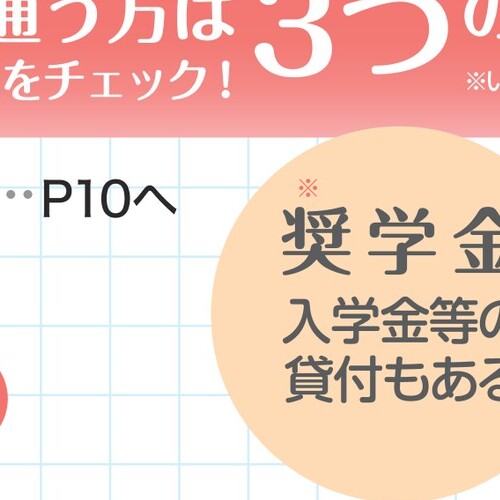 通う方は3つの
をチェック！
※い
…P10へ
※
奨学金
入学金等の
貸付もある